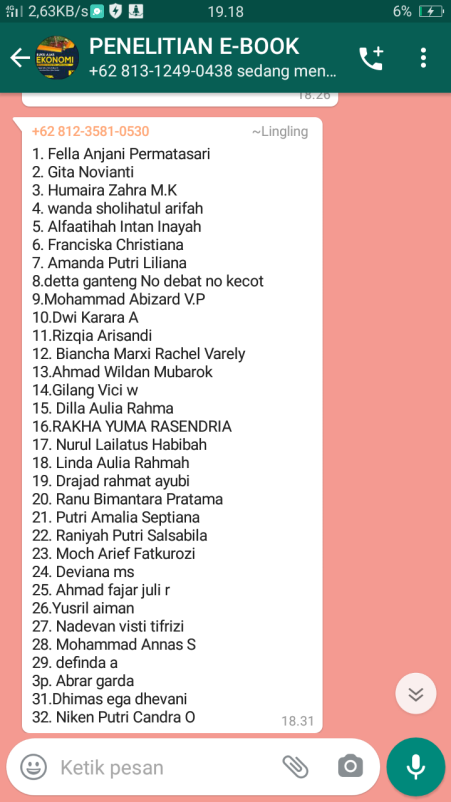 4G 2,63KB/s 19.18 6%
PENELITIAN E-BOOK
+62 813-1249-0438 sedang men...
EKONOMI
18.26
+62 812-3581-0530 ~Lingling
1. Fella Anjani Permatasari
2. Gita Novianti
3. Humaira Zahra M.K
4. wanda sholihatul arifah
5. Alfaatihah Intan Inayah
6. Franciska Christiana
7. Amanda Putri Liliana
8.detta ganteng No debat no kecot
9.Mohammad Abizard V.P
10.Dwi Karara A
11.Rizqia Arisandi
12. Biancha Marxi Rachel Varely
13.Ahmad Wildan Mubarok
14.Gilang Vici w
15. Dilla Aulia Rahma
16.RAKHA YUMA RASENDRIA
17. Nurul Lailatus Habibah
18. Linda Aulia Rahmah
19. Drajad rahmat ayubi
20. Ranu Bimantara Pratama
21. Putri Amalia Septiana
22. Raniyah Putri Salsabila
23. Moch Arief Fatkurozi
24. Deviana ms
25. Ahmad fajar juli r
26.Yusril aiman
27. Nadevan visti tifrizi
28. Mohammad Annas S
29. definda a
3p. Abrar garda
31.Dhimas ega dhevani
32. Niken Putri Candra O
18.31
Ketik pesan